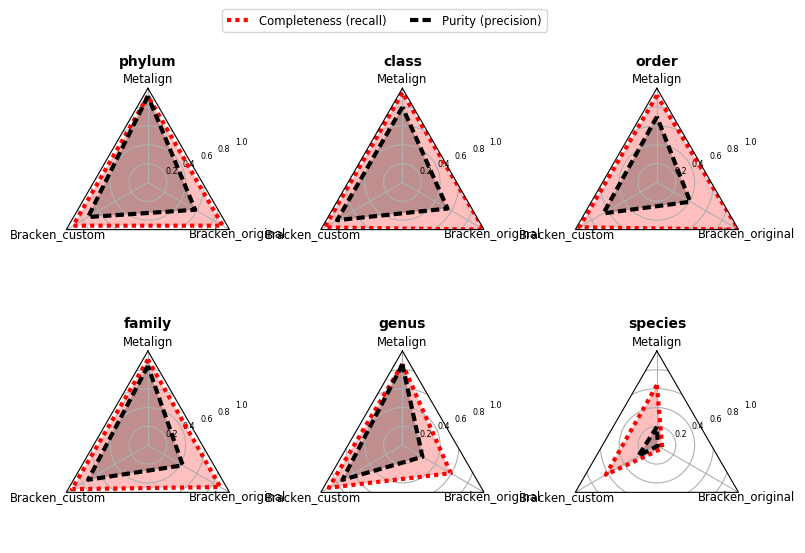 Completeness (recall) Purity (precision)
phylum class order
Metalign Metalign Metalign
1.0 1.0 1.0
0.8 0.8 0.8
0.6 0.6 0.6
0.4 0.4 0.4
0.2 0.2 0.2
Bracken_custom Bracken_original Bracken_custom Bracken_original Bracken_custom Bracken_original
family genus species
Metalign Metalign Metalign
1.0 1.0 1.0
0.8 0.8 0.8
0.6 0.6 0.6
0.4 0.4 0.4
0.2 0.2 0.2
Bracken_custom Bracken_original Bracken_custom Bracken_original Bracken_custom Bracken_original